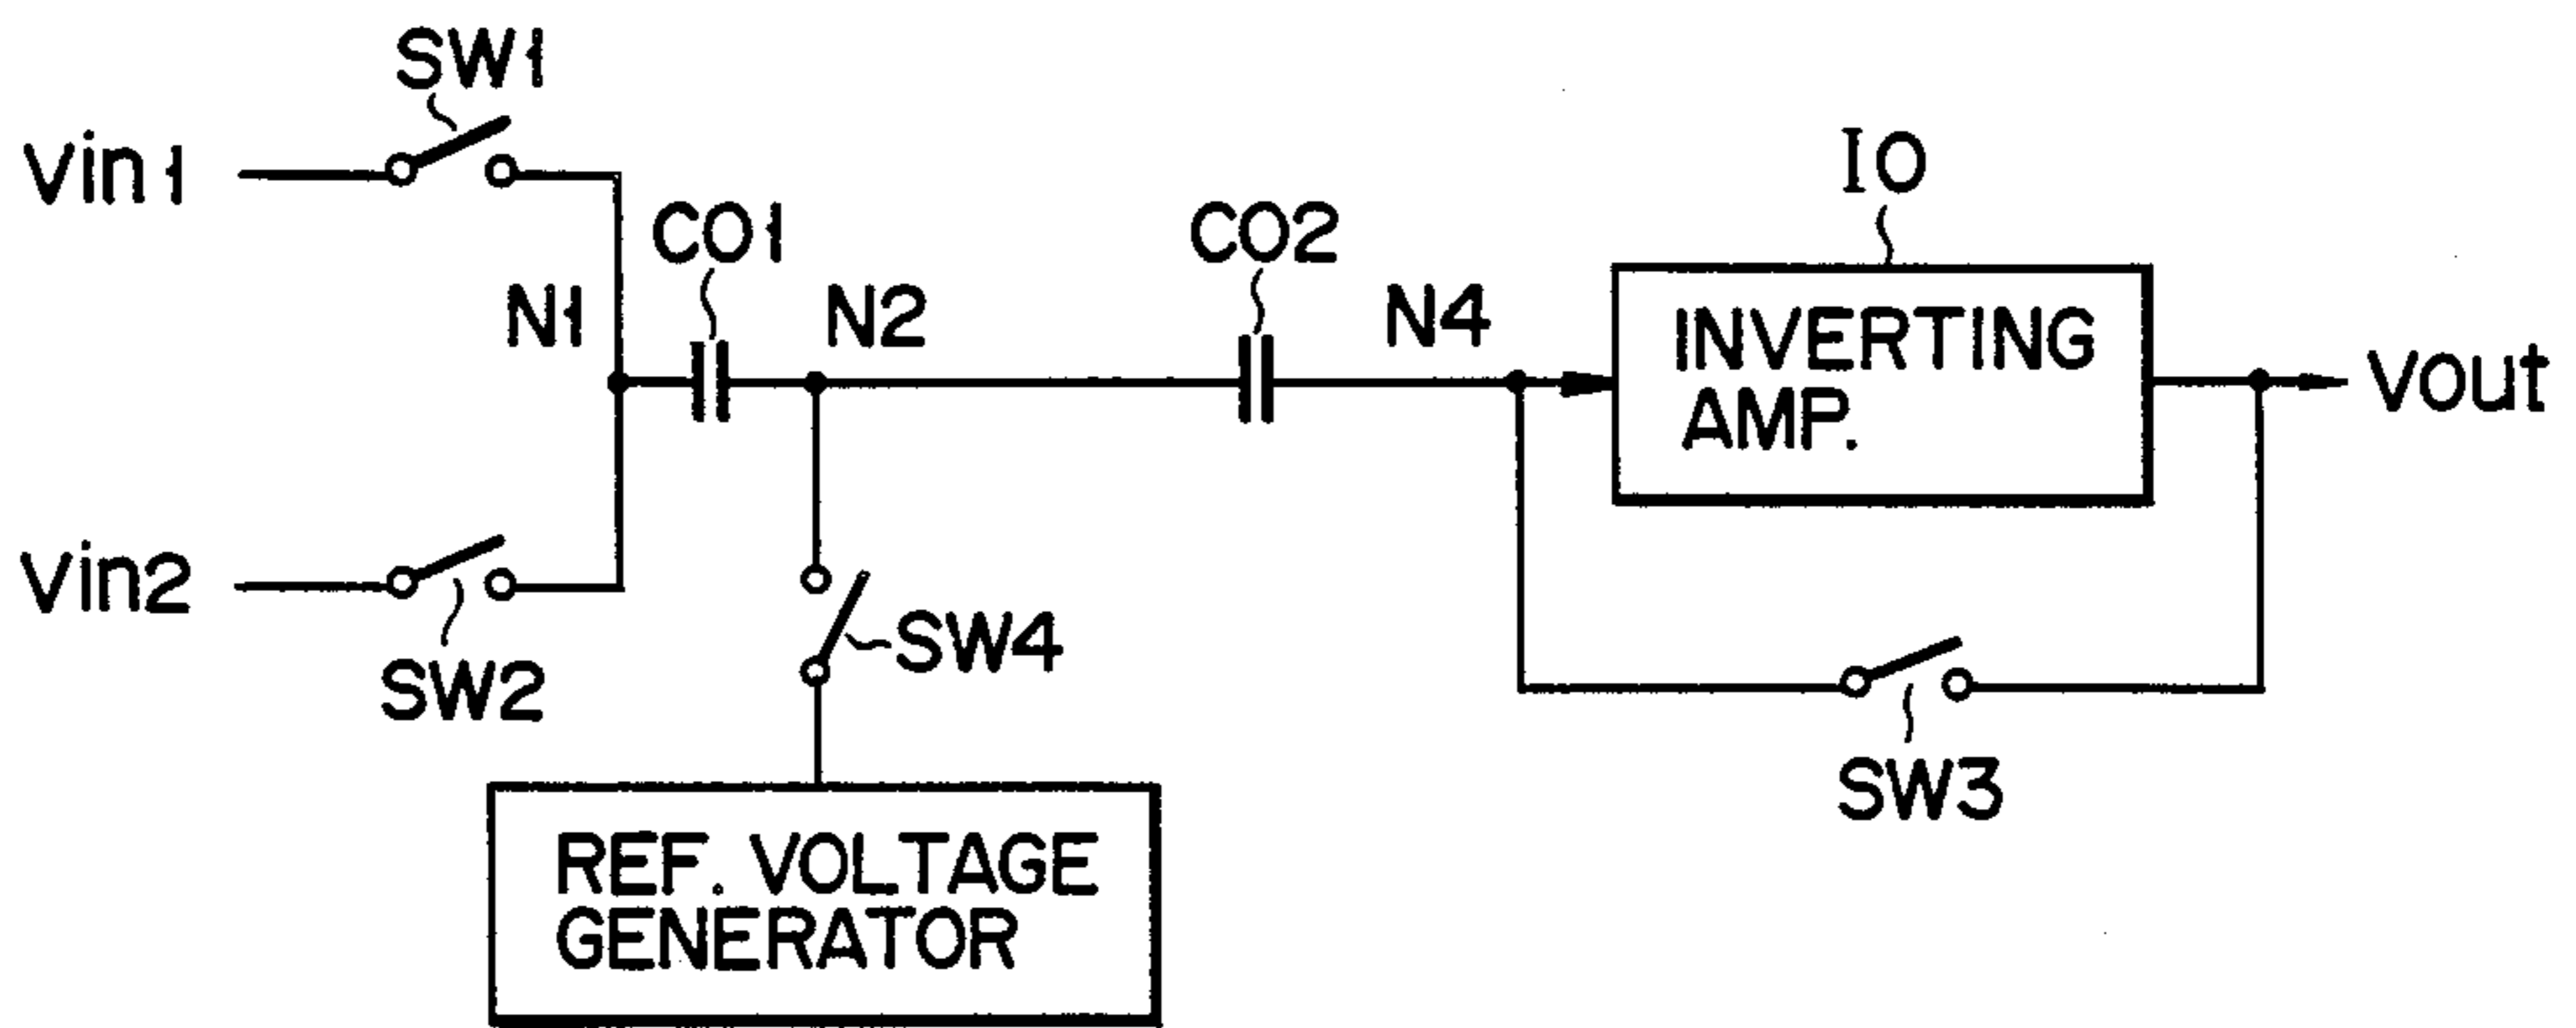 SW1
Vin1
I0
C01
C02
N1
N2
N4
INVERTING
AMP.
Vout
Vin2
SW2
SW4
SW3
REF. VOLTAGE
GENERATOR